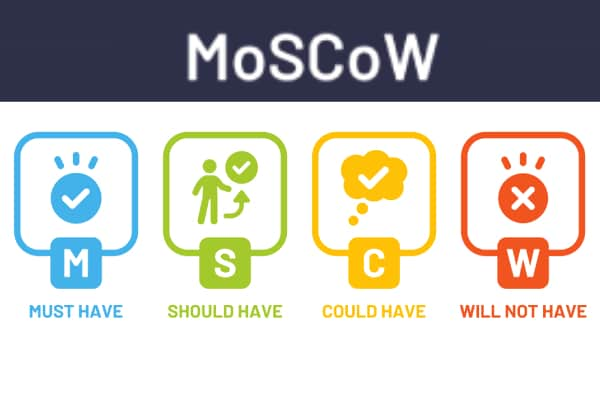 MoSCoW
M
S
C
W
MUST HAVE
SHOULD HAVE
COULD HAVE
WILL NOT HAVE